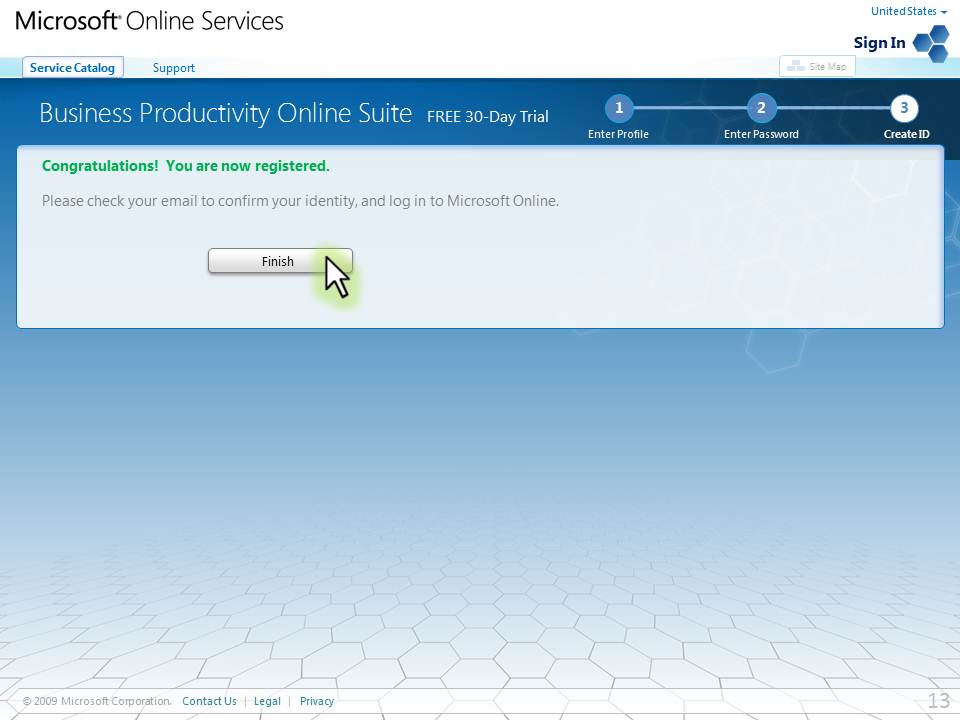 Microsoft® Online Services
United States
Sign In
Service Catalog
Support
Site Map
Business Productivity Online Suite FREE 30-Day Trial
1 2 3
Enter Profile Enter Password Create ID
Congratulations! You are now registered.
Please check your email to confirm your identity, and log in to Microsoft Online.
Finish
© 2009 Microsoft Corporation. Contact Us | Legal | Privacy
13